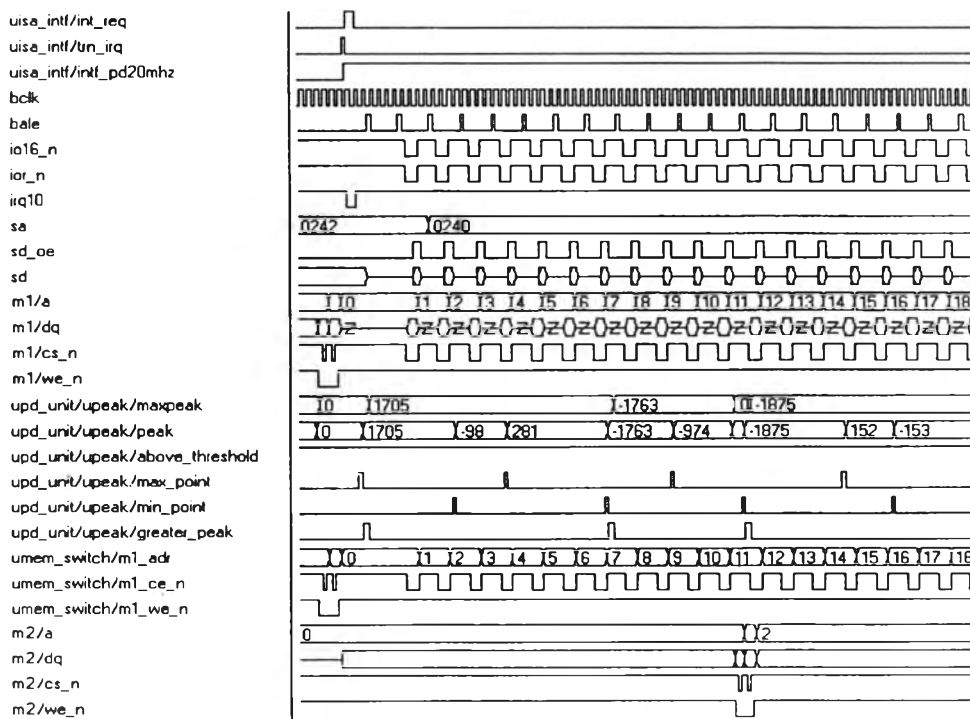 uisa_intf/int_req
uisa_intf/trn_irq
uisa_intf/intf_pd20mhz
bclk
bale
io16_n
ior_n
irq10
sa 0242 0240
sd_oe
sd
m1/a 0 1 2 3 4 5 6 7 8 9 10 11 12 13 14 15 16 17 18
m1/dq z z z z z z z z z z z z z z z z z z
m1/cs_n
m1/we_n
upd_unit/upeak/maxpeak 0 1705 -1763 0 -1875
upd_unit/upeak/peak 0 1705 -98 281 -1763 -974 -1875 152 -153
upd_unit/upeak/above_threshold
upd_unit/upeak/max_point
upd_unit/upeak/min_point
upd_unit/upeak/greater_peak
umem_switch/m1_adr 0 1 2 3 4 5 6 7 8 9 10 11 12 13 14 15 16 17 18
umem_switch/m1_ce_n
umem_switch/m1_we_n
m2/a 0 2
m2/dq
m2/cs_n
m2/we_n